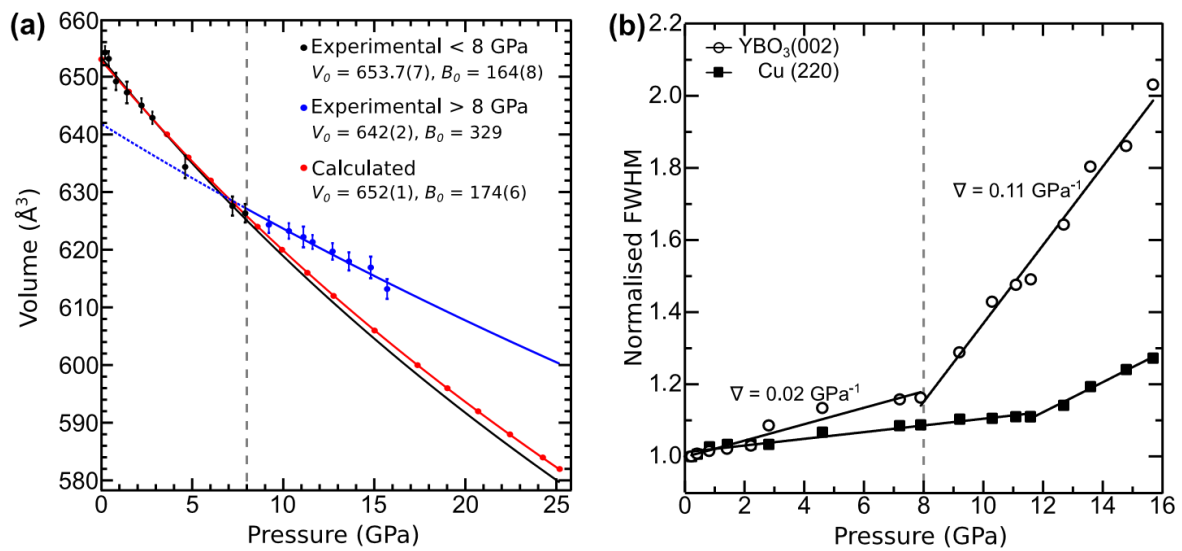 (a)
660
650
640
630
620
610
600
590
580
Volume (Å³)
0
5
10
15
20
25
Pressure (GPa)
Experimental < 8 GPa
V₀ = 653.7(7), B₀ = 164(8)
Experimental > 8 GPa
V₀ = 642(2), B₀ = 329
Calculated
V₀ = 652(1), B₀ = 174(6)
(b)
2.2
2.0
1.8
1.6
1.4
1.2
1.0
Normalised FWHM
0
2
4
6
8
10
12
14
16
Pressure (GPa)
YBO₃(002)
Cu (220)
∇ = 0.11 GPa⁻¹
∇ = 0.02 GPa⁻¹